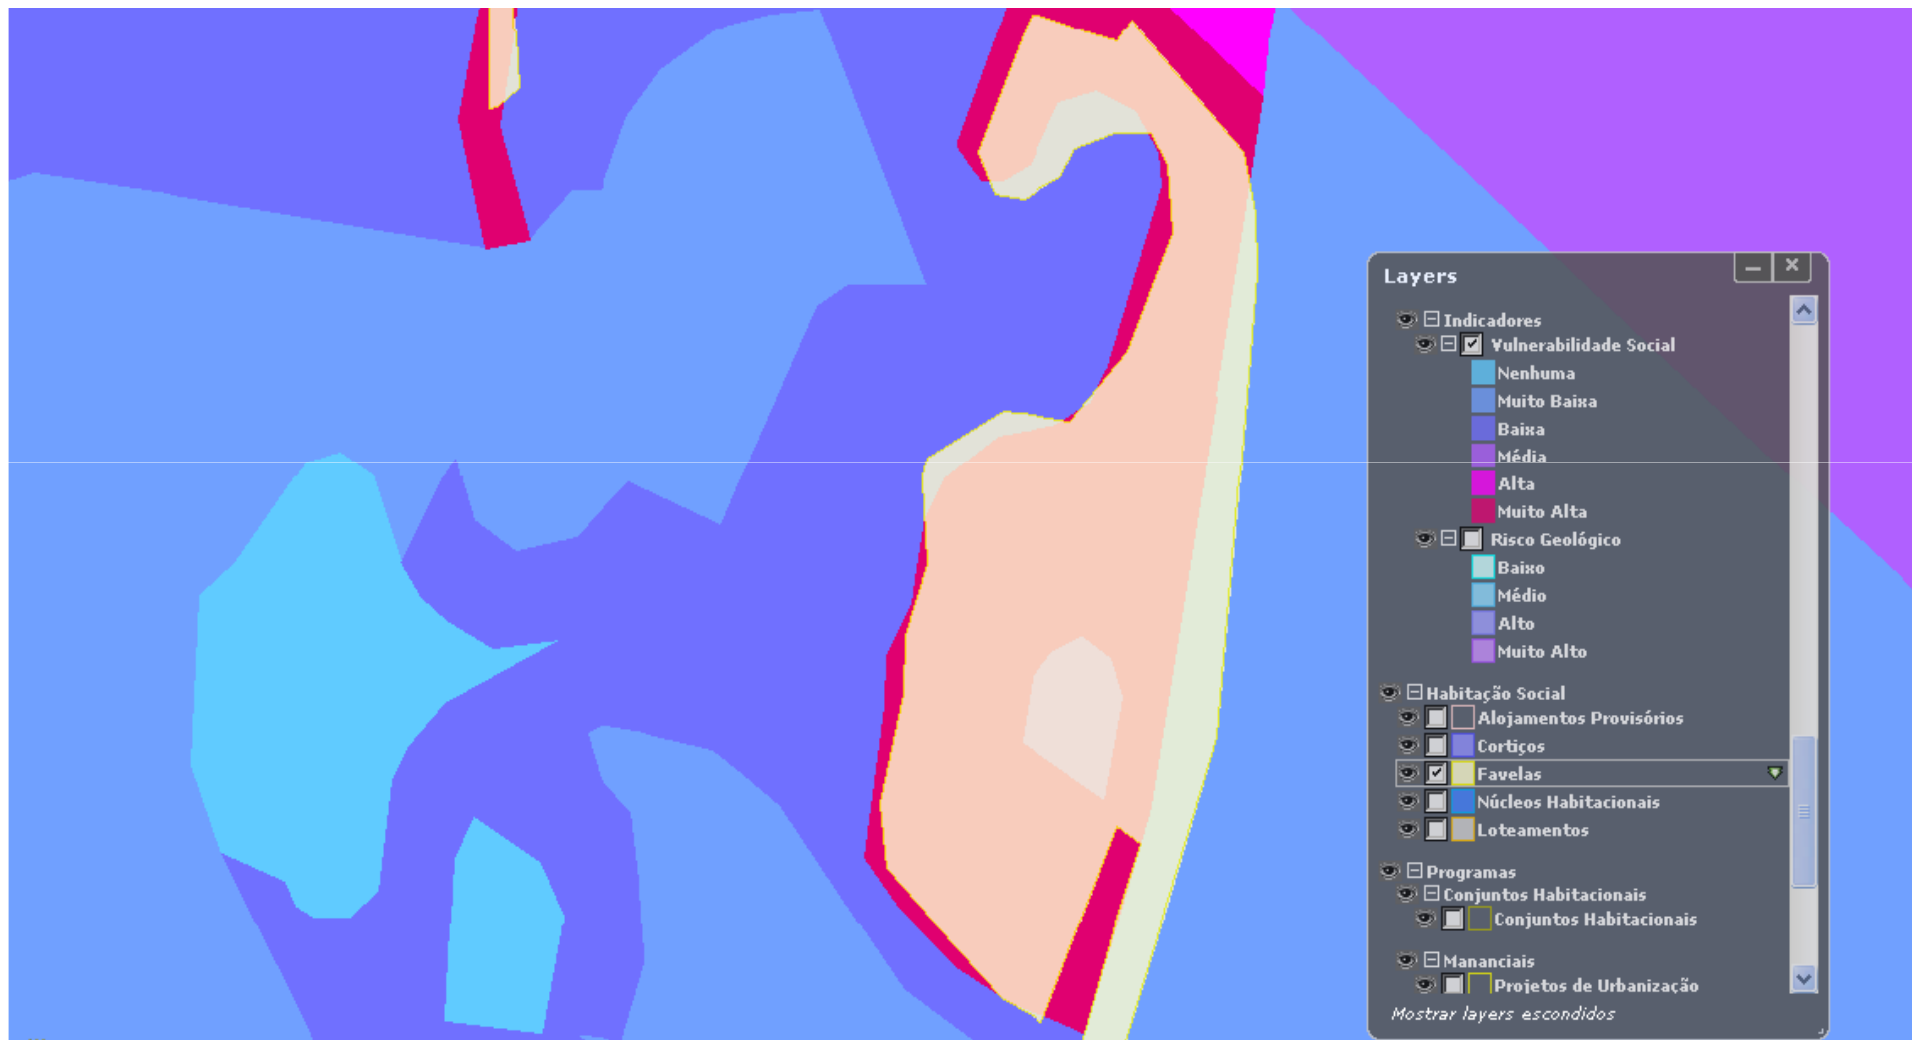 Layers
Indicadores
Vulnerabilidade Social
Nenhuma
Muito Baixa
Baixa
Média
Alta
Muito Alta
Risco Geológico
Baixo
Médio
Alto
Muito Alto
Habitação Social
Alojamentos Provisórios
Cortiços
Favelas
Núcleos Habitacionais
Loteamentos
Programas
Conjuntos Habitacionais
Conjuntos Habitacionais
Mananciais
Projetos de Urbanização
Mostrar layers escondidos